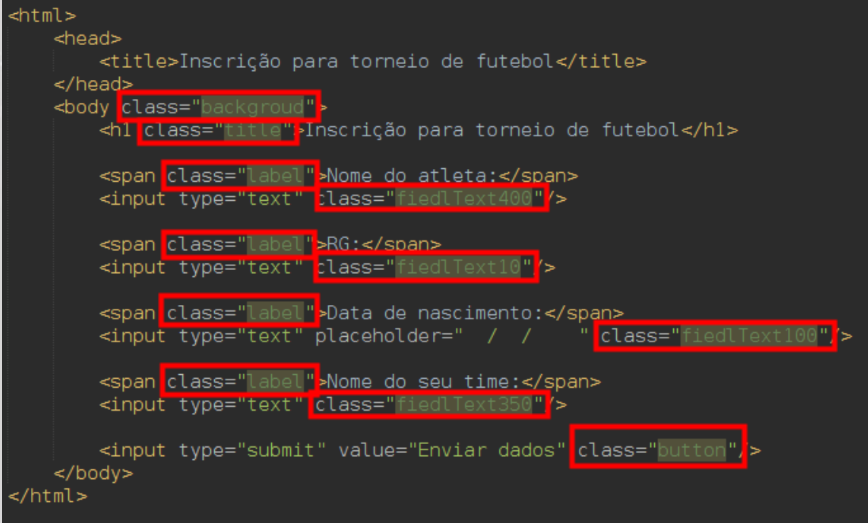 <html>
<head>
<title>Inscrição para torneio de futebol</title>
</head>
<body class="backgroud">
<h1 class="title">Inscrição para torneio de futebol</h1>
<span class="label">Nome do atleta:</span>
<input type="text" class="fiedlText400"/>
<span class="label">RG:</span>
<input type="text" class="fiedlText10"/>
<span class="label">Data de nascimento:</span>
<input type="text" placeholder="  /  /    " class="fiedlText100"/>
<span class="label">Nome do seu time:</span>
<input type="text" class="fiedlText350"/>
<input type="submit" value="Enviar dados" class="button"/>
</body>
</html>